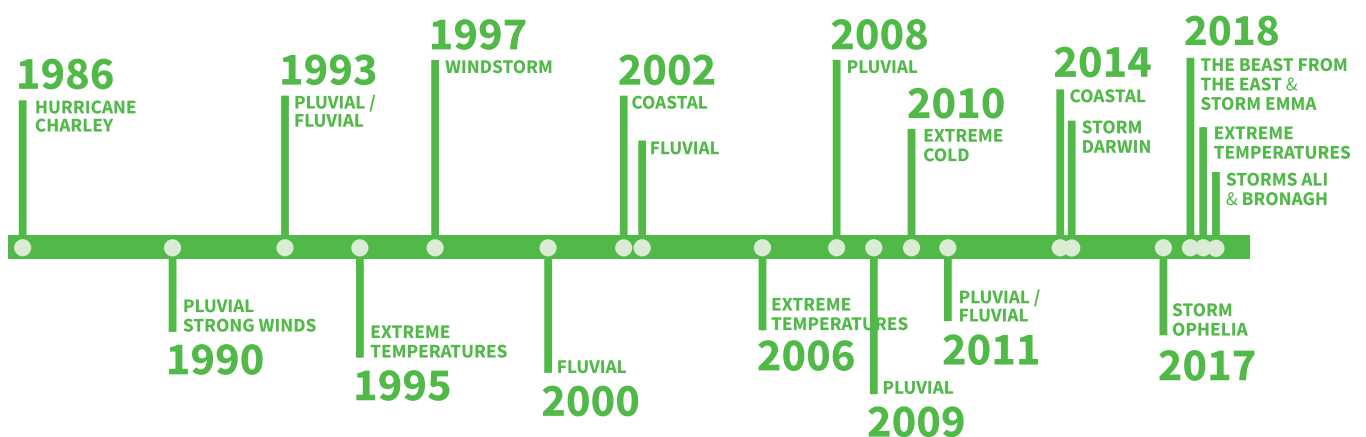 1986
HURRICANE
CHARLEY
PLUVIAL
STRONG WINDS
1990
1993
PLUVIAL /
FLUVIAL
EXTREME
TEMPERATURES
1995
1997
WINDSTORM
FLUVIAL
2000
2002
COASTAL
FLUVIAL
EXTREME
TEMPERATURES
2006
2008
PLUVIAL
PLUVIAL
2009
2010
EXTREME
COLD
PLUVIAL /
FLUVIAL
2011
2014
COASTAL
STORM
DARWIN
STORM
OPHELIA
2017
2018
THE BEAST FROM
THE EAST &
STORM EMMA
EXTREME
TEMPERATURES
STORMS ALI
& BRONAGH